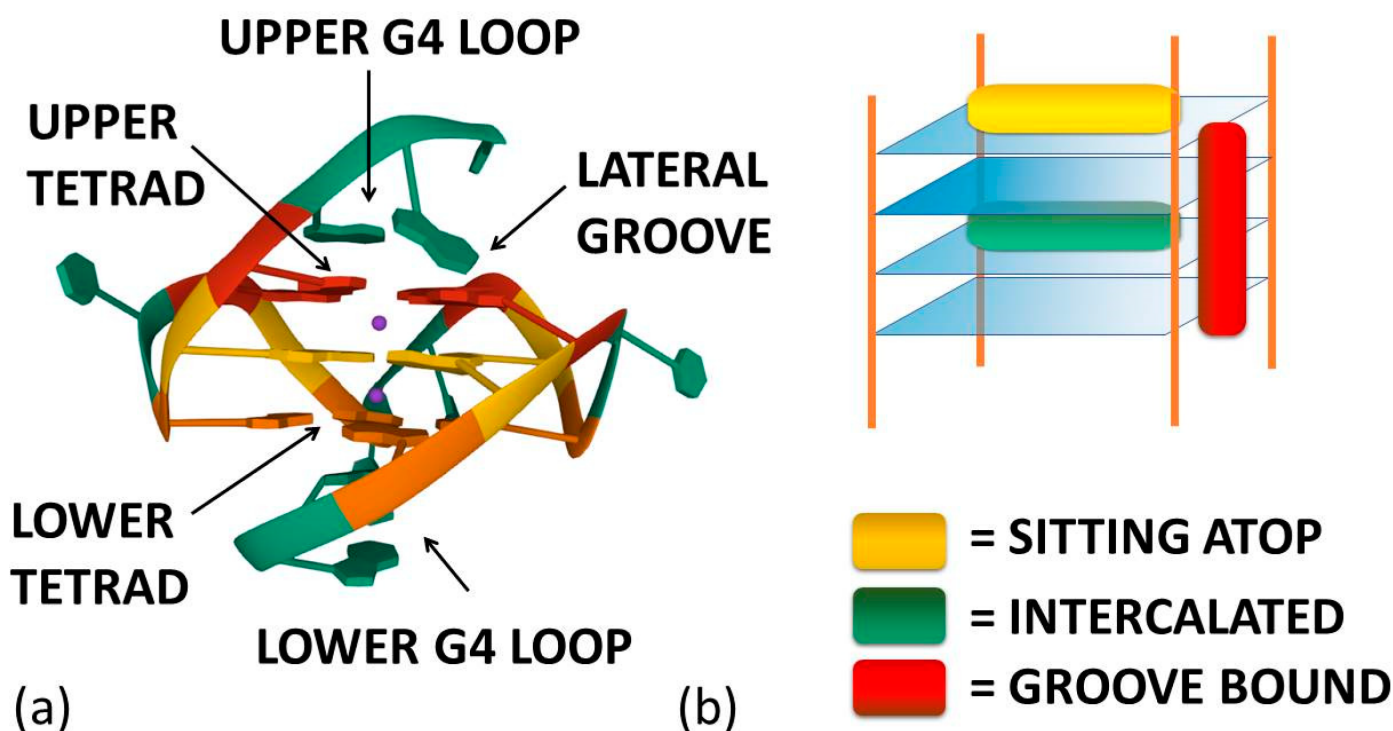 UPPER G4 LOOP
UPPER
TETRAD
LATERAL
GROOVE
LOWER
TETRAD
LOWER G4 LOOP
(a)
(b)
= SITTING ATOP
= INTERCALATED
= GROOVE BOUND